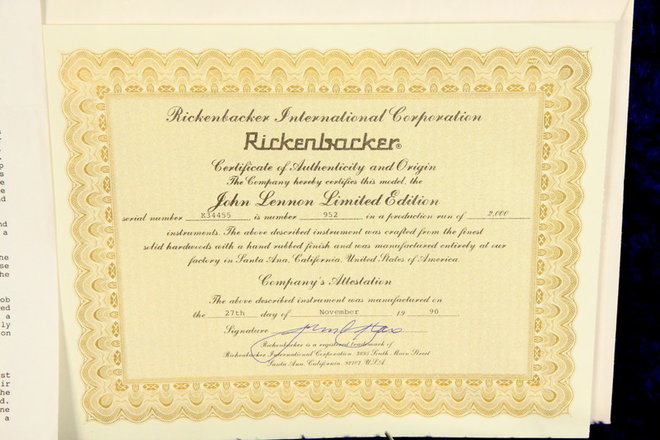 Rickenbacker International Corporation
Rickenbacker®
Certificate of Authenticity and Origin
The Company hereby certifies this model, the
John Lennon Limited Edition
serial number K34455 is number 952 in a production run of 2,000
instruments. The above described instrument was crafted from the finest
solid hardwoods with a hand rubbed finish and was manufactured entirely at our
factory in Santa Ana, California, United States of America.
Company's Attestation
The above described instrument was manufactured on
the 27th day of November 19 90
Signature
Rickenbacker is a registered trademark of
Rickenbacker International Corporation 3895 South Main Street
Santa Ana, California 92707 U.S.A.